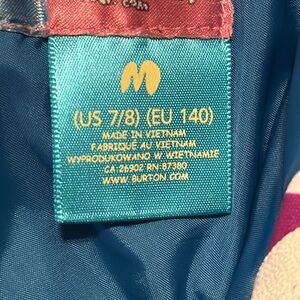 .com
M
(US 7/8) (EU 140)
MADE IN VIETNAM
FABRIQUÉ AU VIETNAM
WYPRODUKOWANO W WIETNAMIE
CA 26902 RN 87380
WWW.BURTON.COM